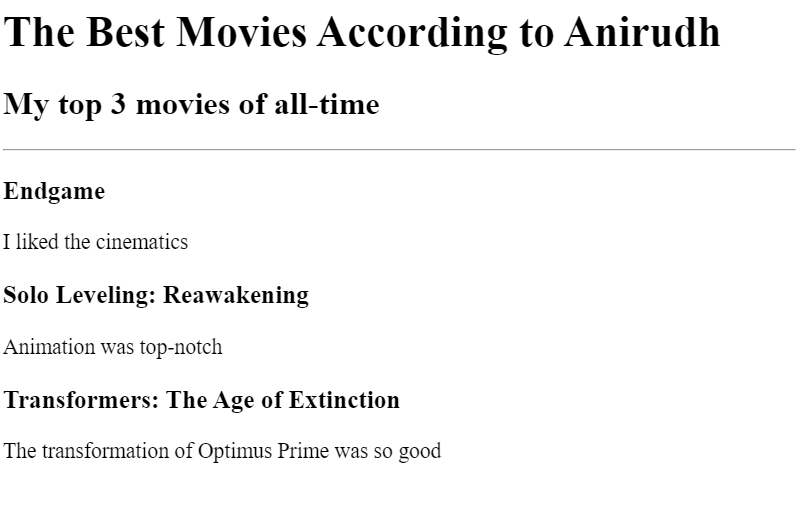 The Best Movies According to Anirudh
My top 3 movies of all-time
Endgame
I liked the cinematics
Solo Leveling: Reawakening
Animation was top-notch
Transformers: The Age of Extinction
The transformation of Optimus Prime was so good